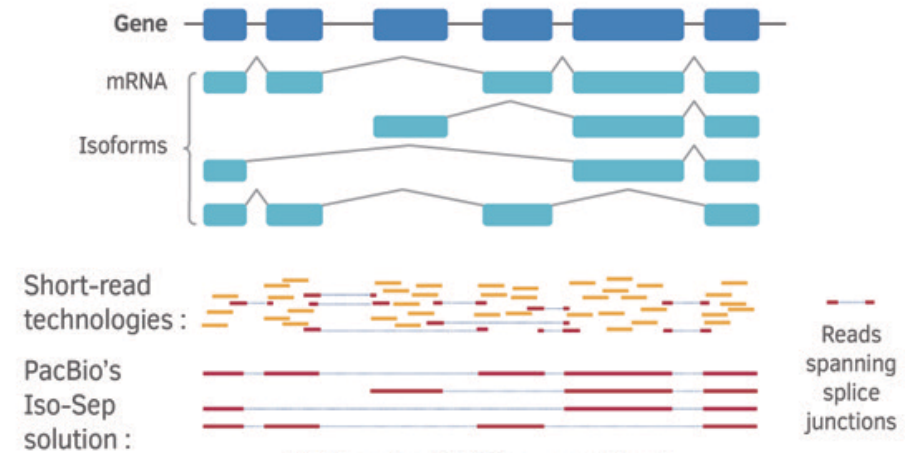 Gene
mRNA
Isoforms
Short-read
technologies :
PacBio's
Iso-Sep
solution :
Reads
spanning
splice
junctions